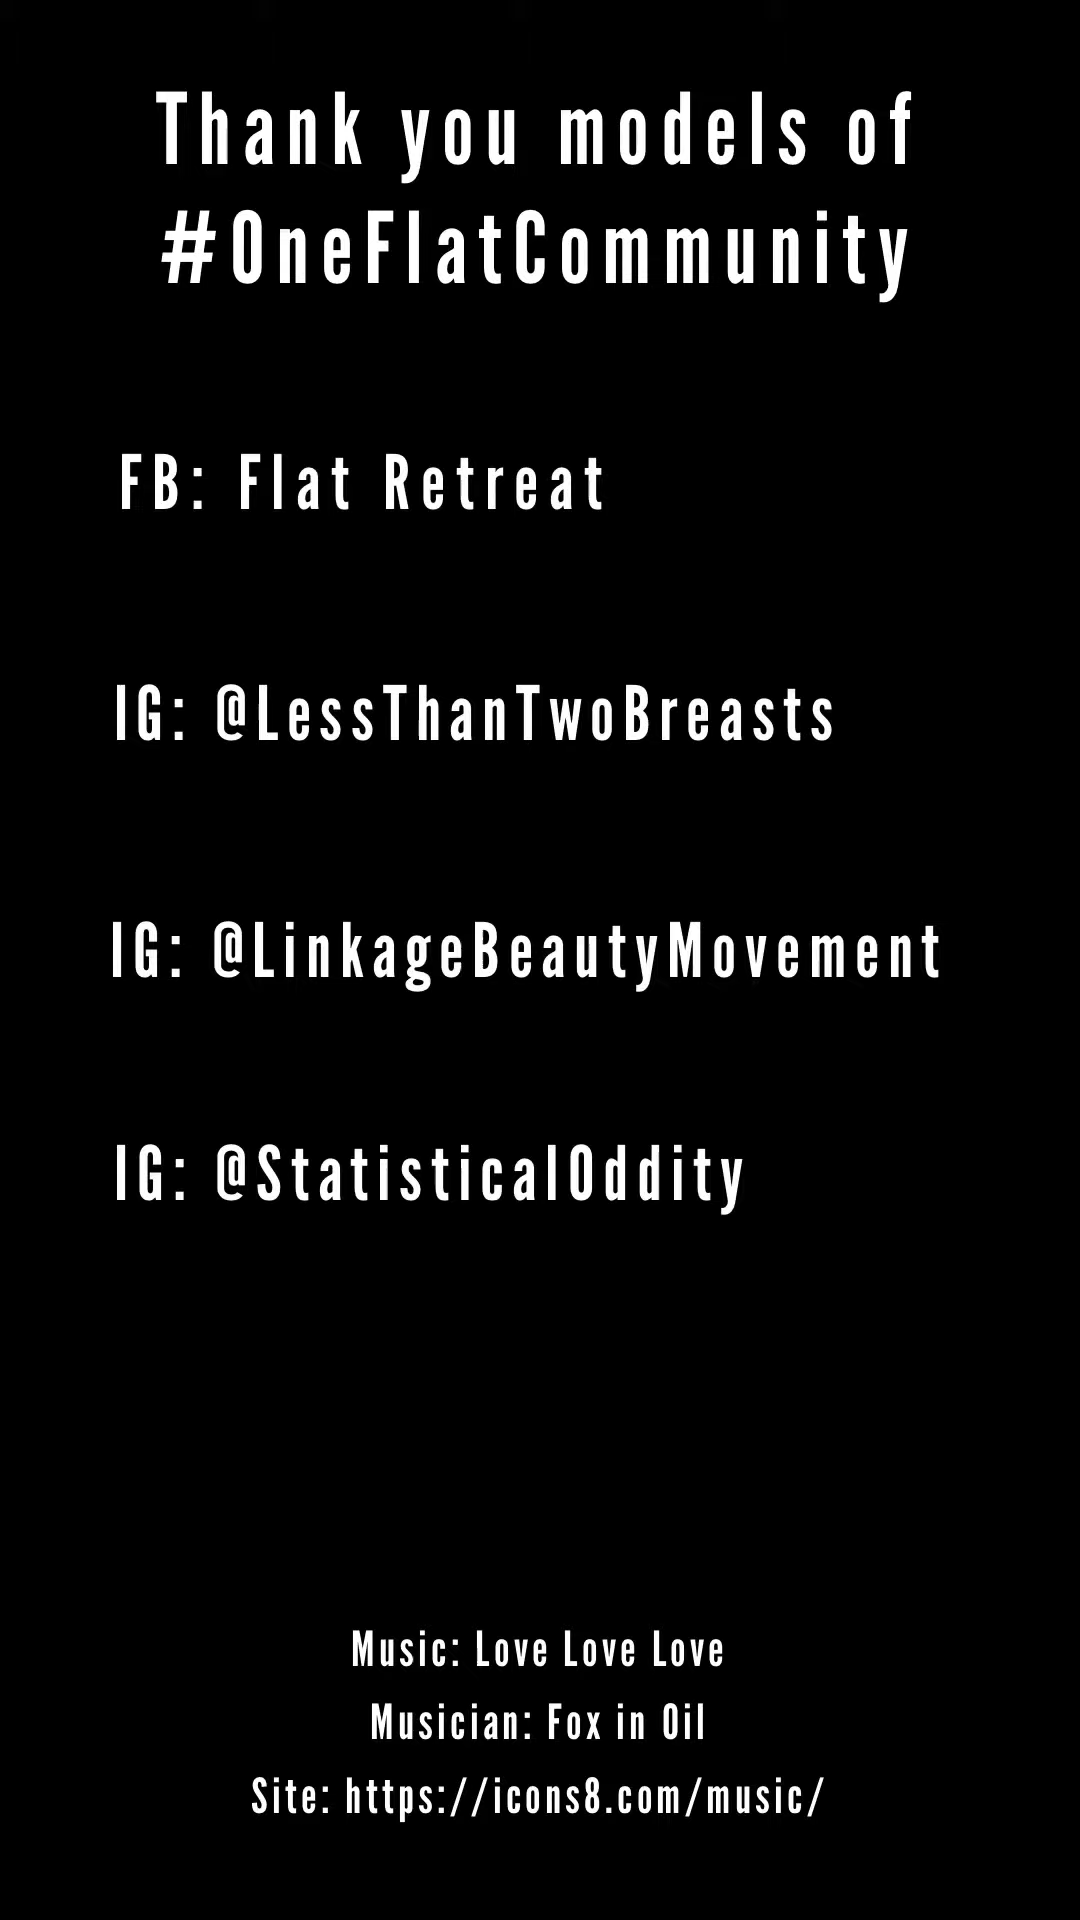 Thank you models of
#OneFlatCommunity
FB: Flat Retreat
IG: @LessThanTwoBreasts
IG: @LinkageBeautyMovement
IG: @StatisticalOddity
Music: Love Love Love
Musician: Fox in Oil
Site: https://icons8.com/music/